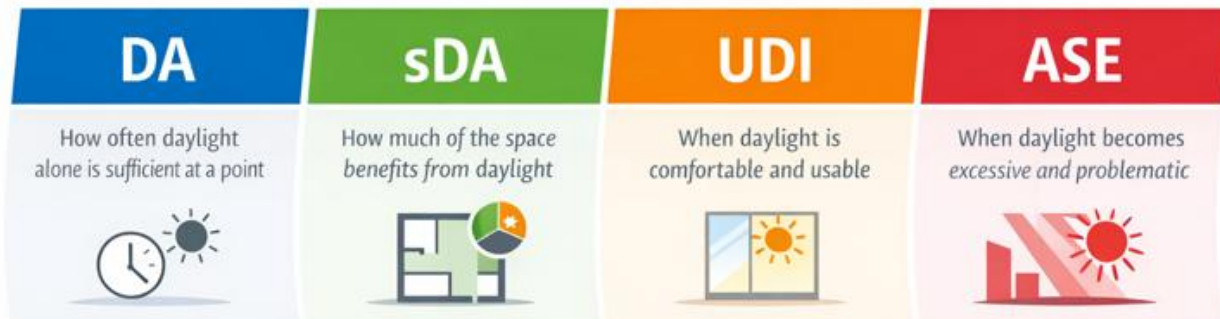 DA
How often daylight
alone is sufficient at a point
sDA
How much of the space
benefits from daylight
UDI
When daylight is
comfortable and usable
ASE
When daylight becomes
excessive and problematic